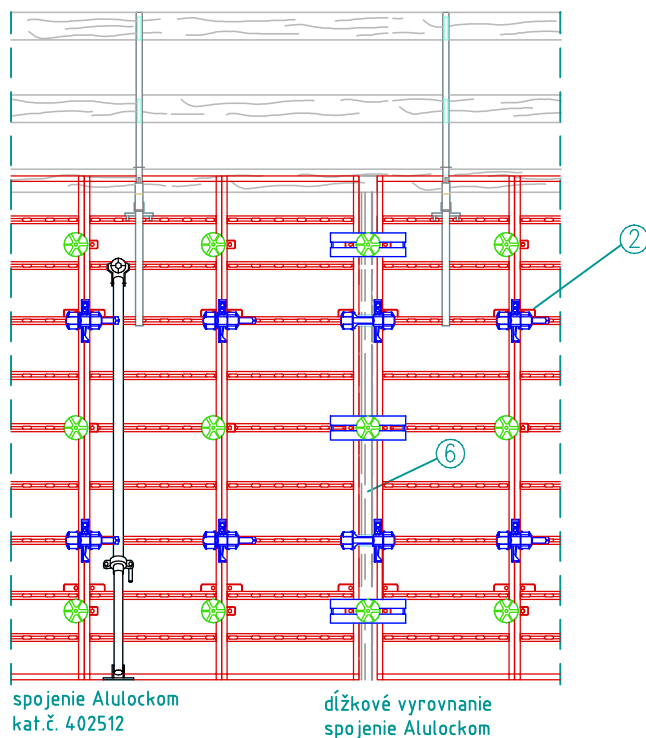 2
6
spojenie Alulockom
kat.č. 402512
dĺžkové vyrovnanie
spojenie Alulockom